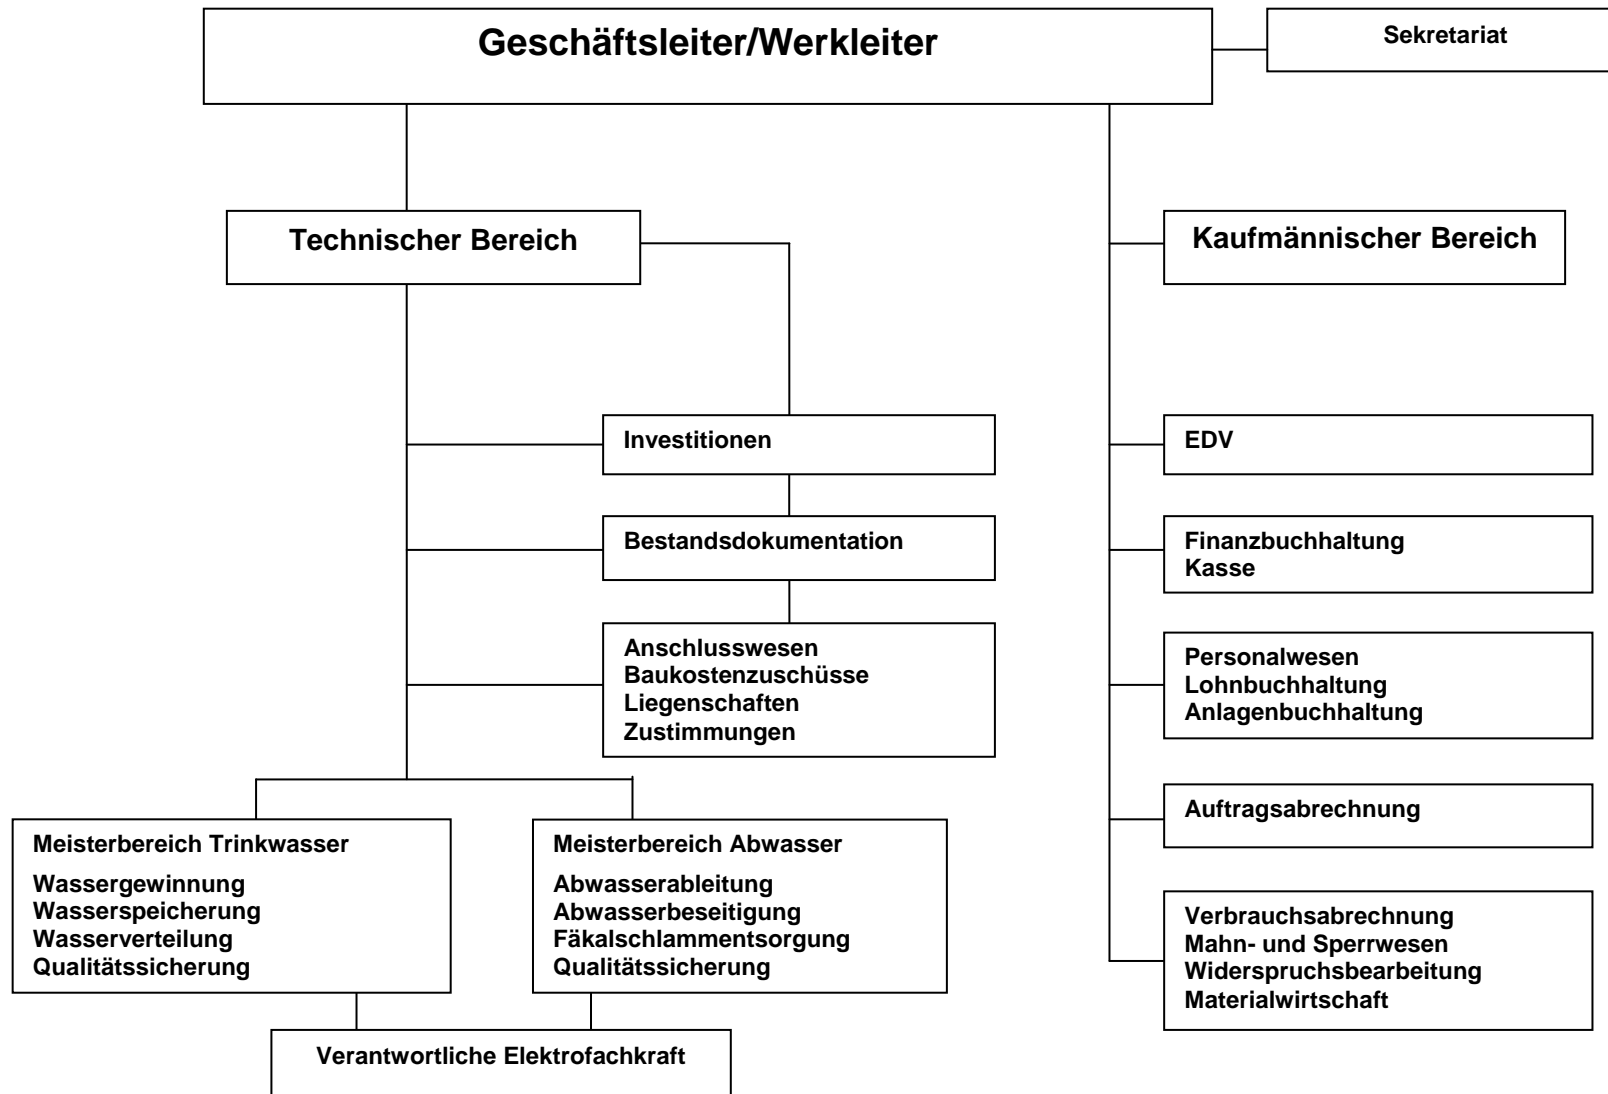 Geschäftsleiter/Werkleiter
Sekretariat
Technischer Bereich
Kaufmännischer Bereich
Investitionen
Bestandsdokumentation
Anschlusswesen
Baukostenzuschüsse
Liegenschaften
Zustimmungen
EDV
Finanzbuchhaltung
Kasse
Personalwesen
Lohnbuchhaltung
Anlagenbuchhaltung
Auftragsabrechnung
Verbrauchsabrechnung
Mahn- und Sperrwesen
Widerspruchsbearbeitung
Materialwirtschaft
Meisterbereich Trinkwasser
Wassergewinnung
Wasserspeicherung
Wasserverteilung
Qualitätssicherung
Meisterbereich Abwasser
Abwasserableitung
Abwasserbeseitigung
Fäkalschlammentsorgung
Qualitätssicherung
Verantwortliche Elektrofachkraft